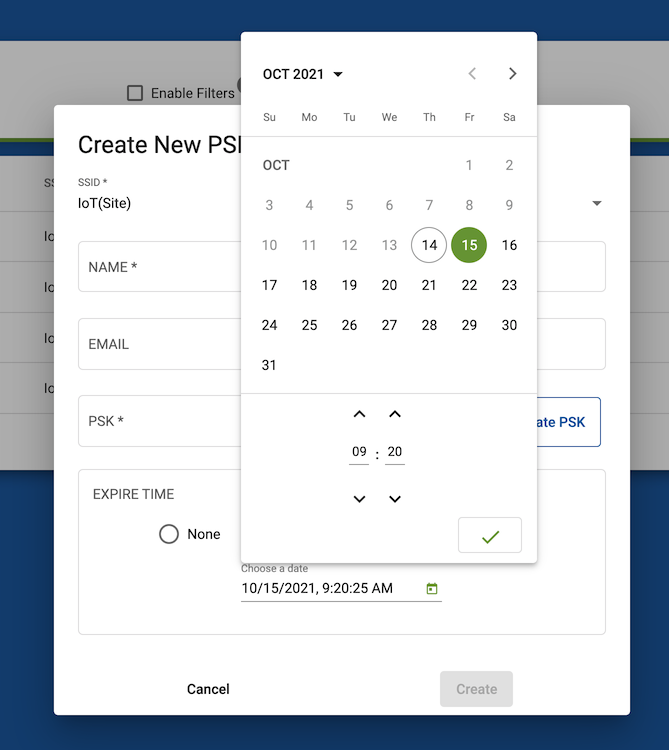 OCT 2021
Enable Filters
Su Mo Tu We Th Fr Sa
Create New PSK
SSID *
IoT(Site)
OCT 1 2
3 4 5 6 7 8 9
10 11 12 13 14 15 16
17 18 19 20 21 22 23
24 25 26 27 28 29 30
31
NAME *
EMAIL
PSK *
ate PSK
09 : 20
EXPIRE TIME
None
Choose a date
10/15/2021, 9:20:25 AM
Cancel
Create